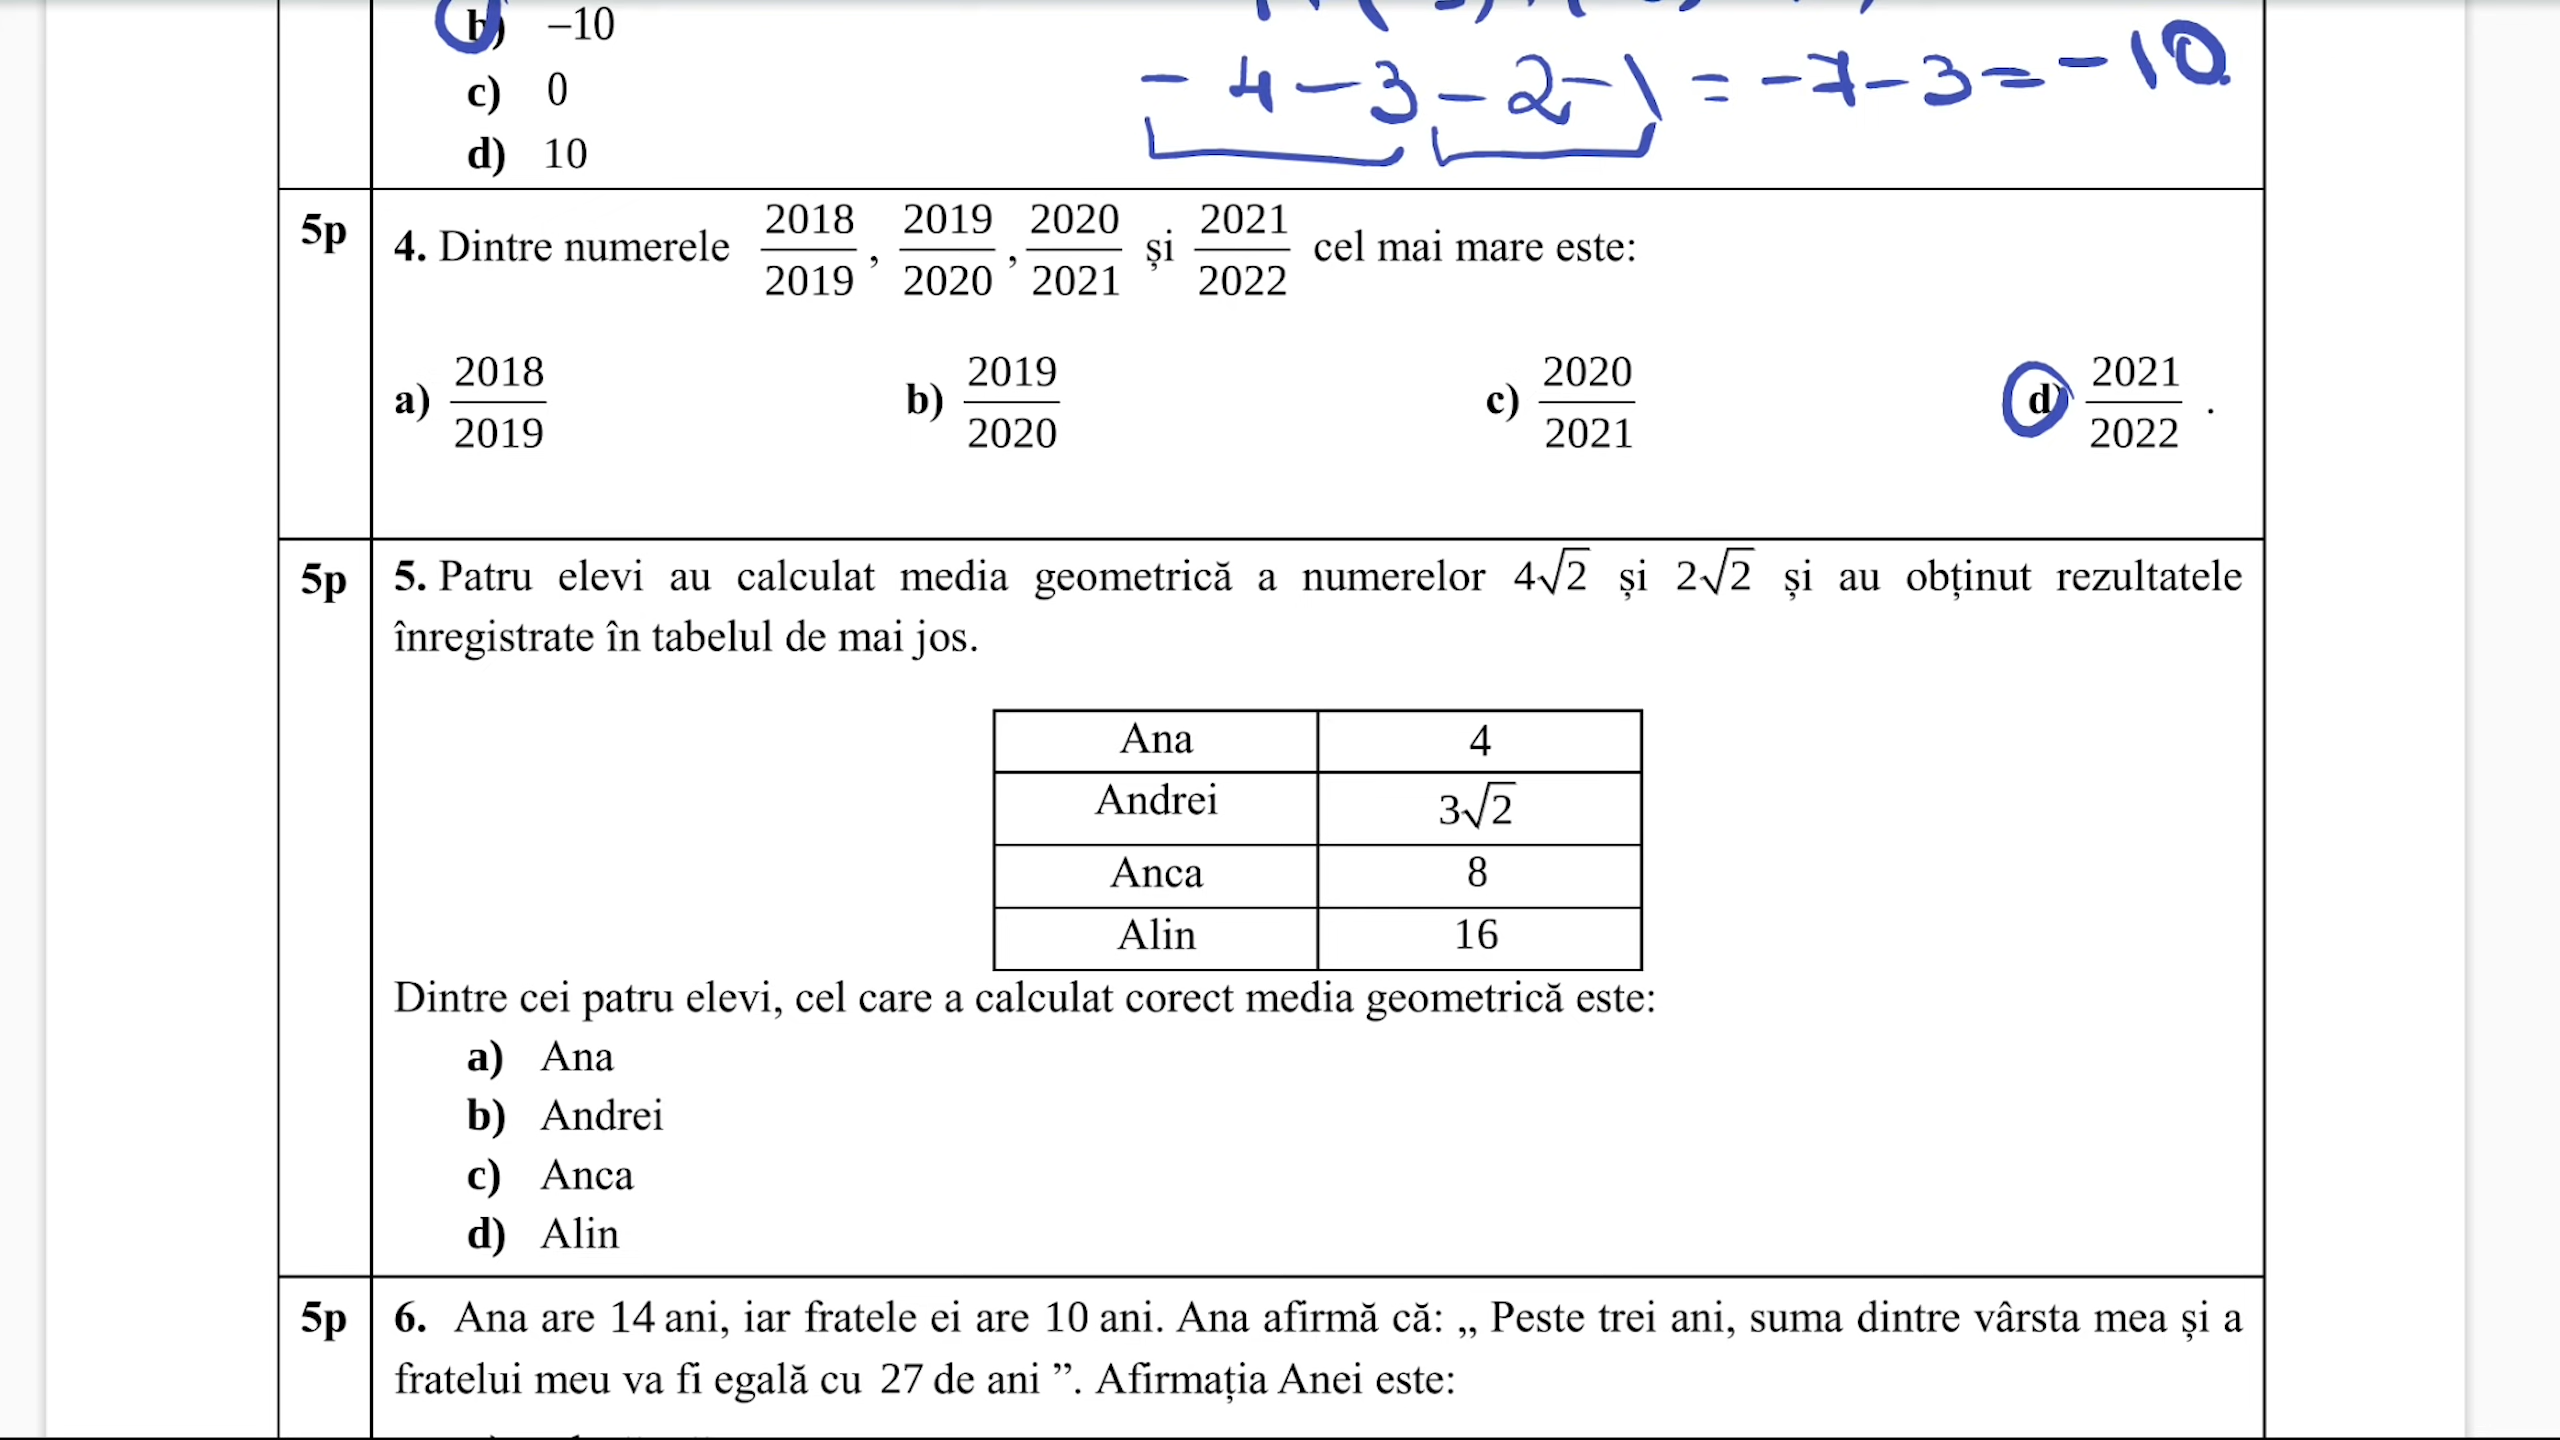 b) –10
c) 0
d) 10
- 4 - 3 - 2 - 1 = - 7 - 3 = - 10.
5p
4. Dintre numerele 2018/2019, 2019/2020, 2020/2021 și 2021/2022 cel mai mare este:
a) 2018/2019 b) 2019/2020 c) 2020/2021 d) 2021/2022 .
5p
5. Patru elevi au calculat media geometrică a numerelor 4√2 și 2√2 și au obținut rezultatele
înregistrate în tabelul de mai jos.
Ana 4
Andrei 3√2
Anca 8
Alin 16
Dintre cei patru elevi, cel care a calculat corect media geometrică este:
a) Ana
b) Andrei
c) Anca
d) Alin
5p
6. Ana are 14 ani, iar fratele ei are 10 ani. Ana afirmă că: „ Peste trei ani, suma dintre vârsta mea și a
fratelui meu va fi egală cu 27 de ani ”. Afirmația Anei este: